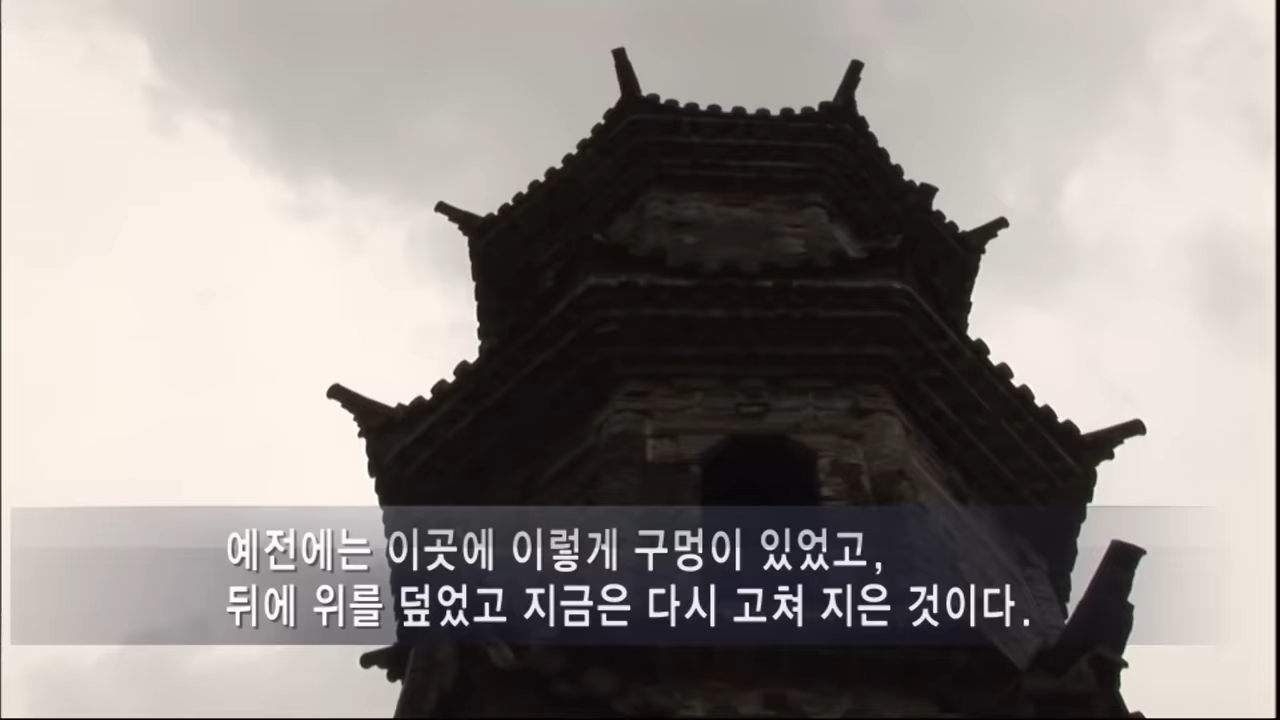 예전에는 이곳에 이렇게 구멍이 있었고,
뒤에 위를 덮었고 지금은 다시 고쳐 지은 것이다.